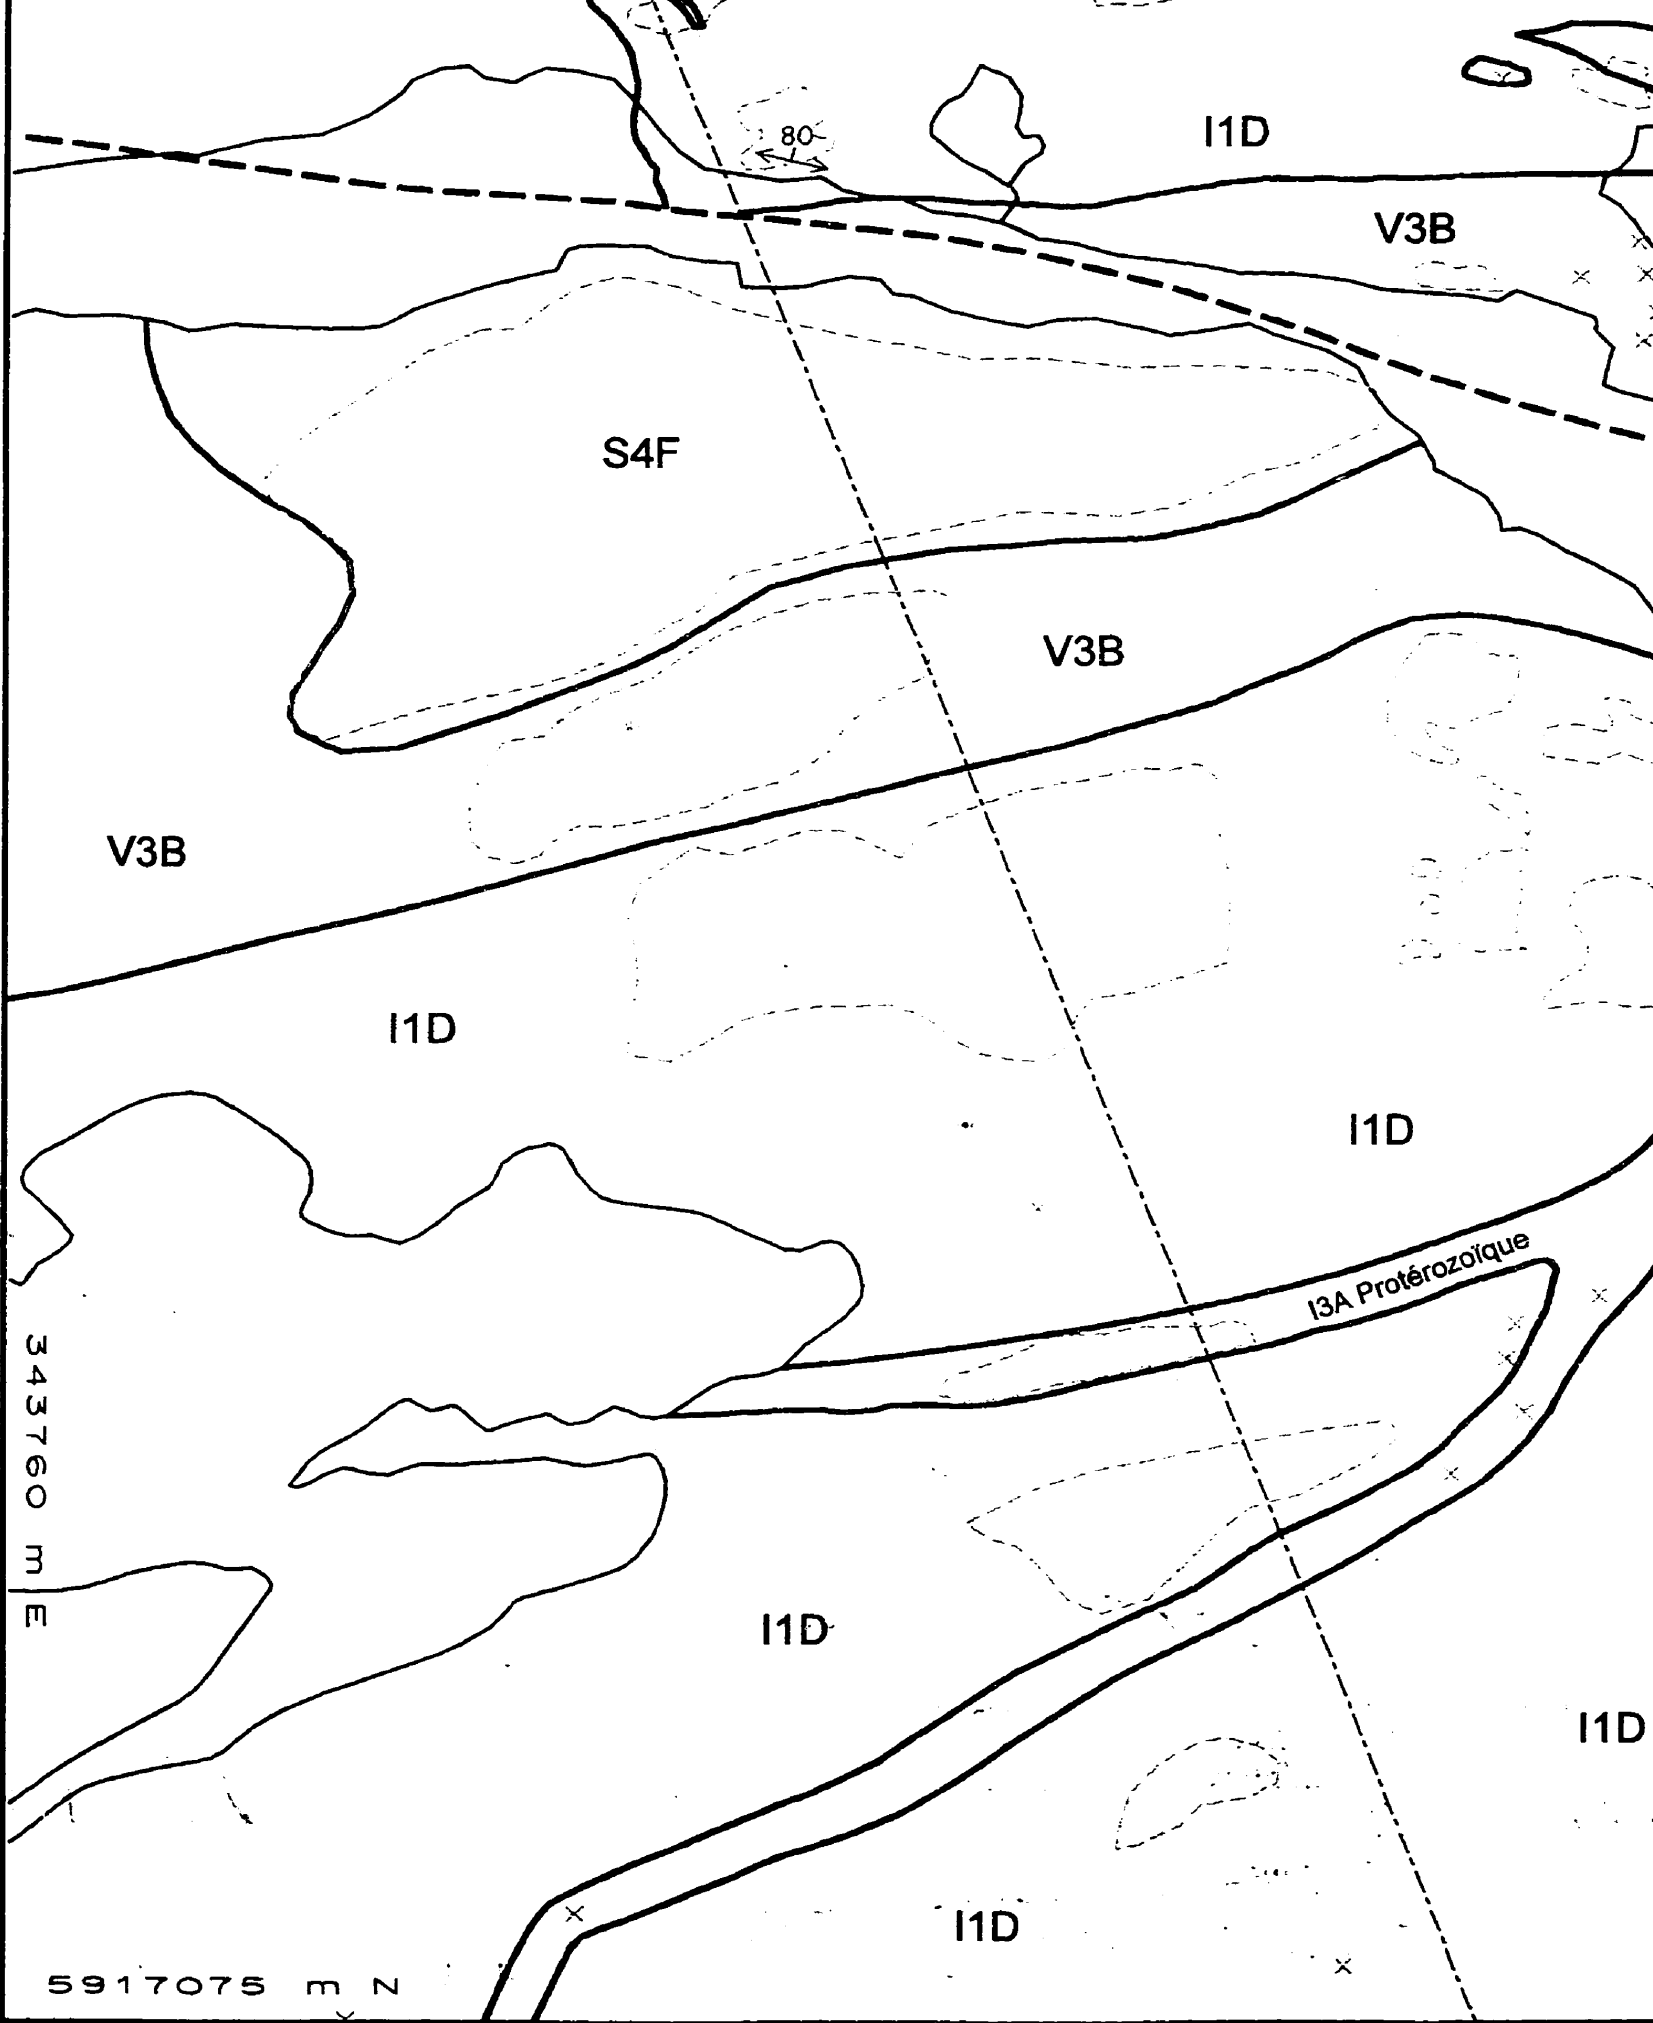 I1D
80
V3B
S4F
V3B
V3B
I1D
I1D
I3A Protérozoïque
343760 m E
I1D
I1D
I1D
5917075 m N